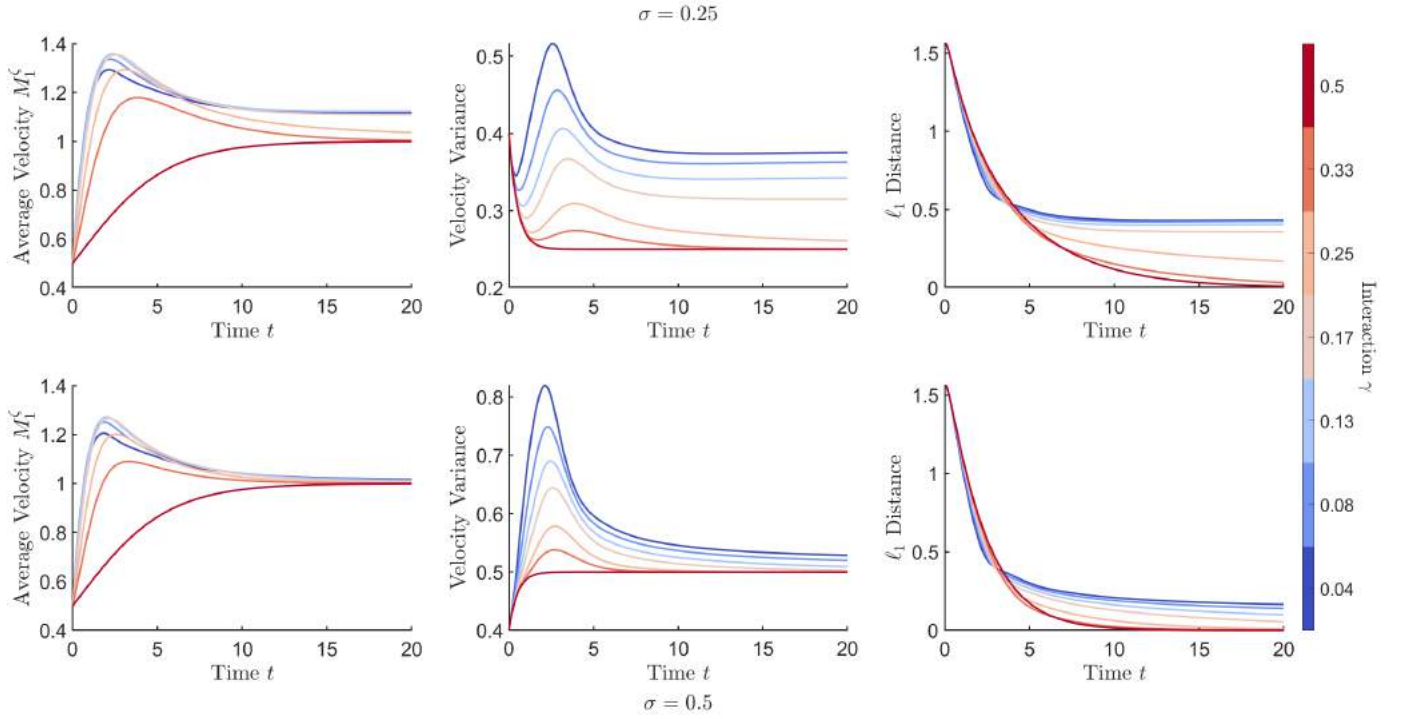 σ = 0.25
1.4
1.2
1
0.8
0.6
0.4
Average Velocity M₁^ζ
0 5 10 15 20
Time t
0.5
0.4
0.3
0.2
Velocity Variance
0 5 10 15 20
Time t
1.5
1
0.5
0
ℓ₁ Distance
0 5 10 15 20
Time t
0.5
0.33
0.25
0.17
0.13
0.08
0.04
Interaction γ
1.4
1.2
1
0.8
0.6
0.4
Average Velocity M₁^ζ
0 5 10 15 20
Time t
0.8
0.7
0.6
0.5
0.4
Velocity Variance
0 5 10 15 20
Time t
1.5
1
0.5
0
ℓ₁ Distance
0 5 10 15 20
Time t
σ = 0.5